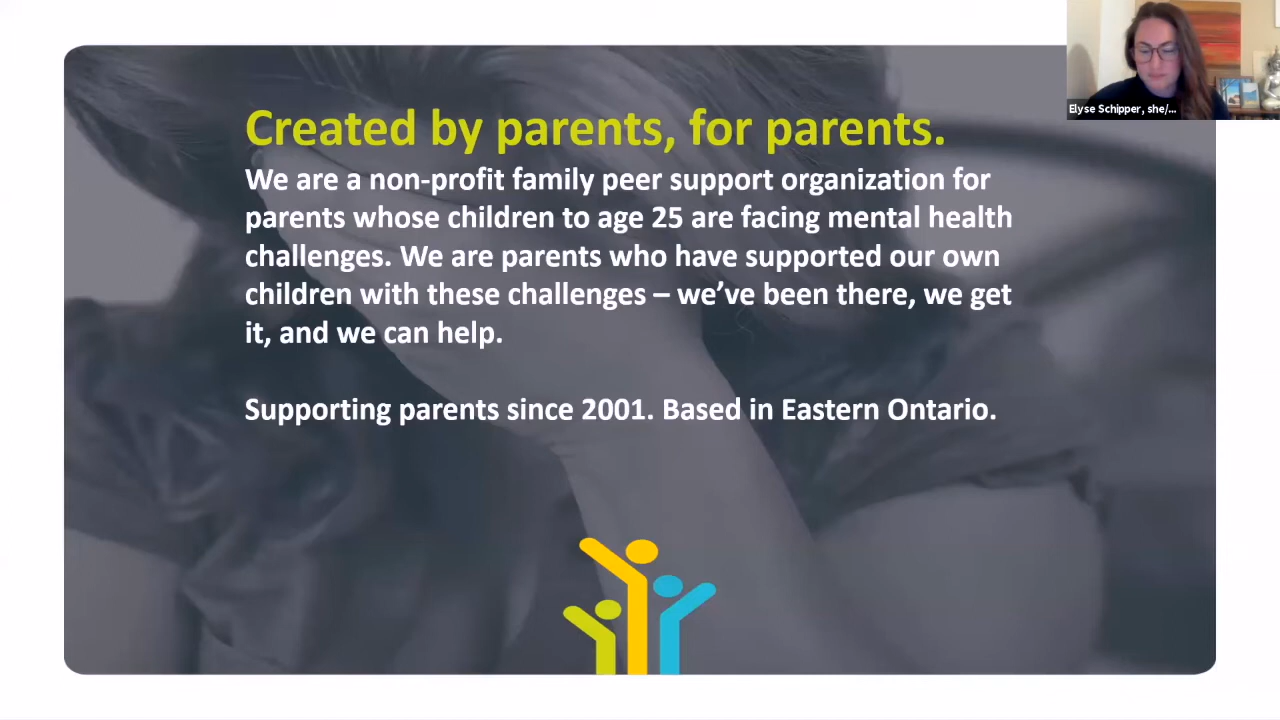 Created by parents, for parents.
We are a non-profit family peer support organization for
parents whose children to age 25 are facing mental health
challenges. We are parents who have supported our own
children with these challenges – we’ve been there, we get
it, and we can help.
Supporting parents since 2001. Based in Eastern Ontario.
Elyse Schipper, she/...